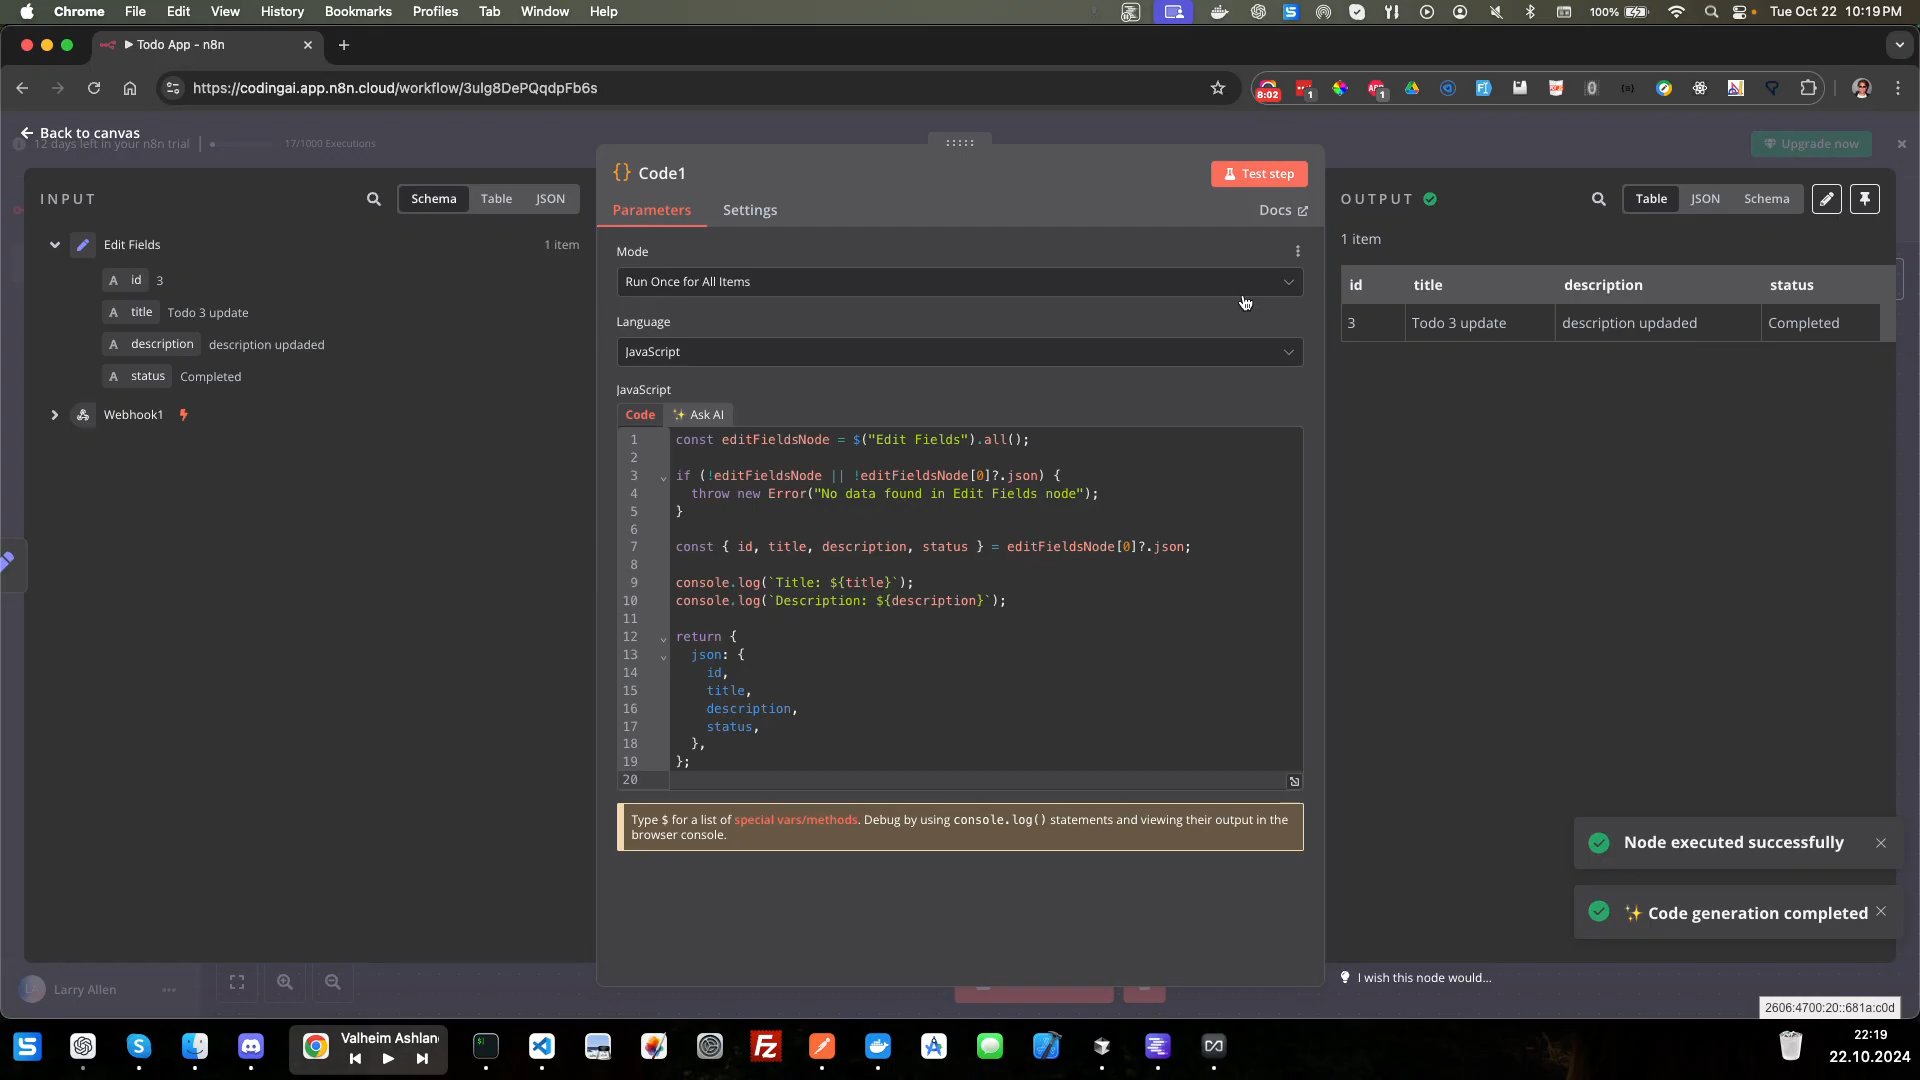 Chrome File Edit View History Bookmarks Profiles Tab Window Help 100% Tue Oct 22 10:19 PM
Todo App - n8n
https://codingai.app.n8n.cloud/workflow/3ulg8DePQqdpFb6s
8:02 1 1
Back to canvas
12 days left in your n8n trial 17/1000 Executions Upgrade now
INPUT Schema Table JSON
Edit Fields 1 item
A id 3
A title Todo 3 update
A description description updaded
A status Completed
Webhook1
Code1 Test step
Parameters Settings Docs
Mode
Run Once for All Items
Language
JavaScript
JavaScript
Code Ask AI
1 const editFieldsNode = $("Edit Fields").all();
2
3 if (!editFieldsNode || !editFieldsNode[0]?.json) {
4 throw new Error("No data found in Edit Fields node");
5 }
6
7 const { id, title, description, status } = editFieldsNode[0]?.json;
8
9 console.log(`Title: ${title}`);
10 console.log(`Description: ${description}`);
11
12 return {
13 json: {
14 id,
15 title,
16 description,
17 status,
18 },
19 };
20
Type $ for a list of special vars/methods. Debug by using console.log() statements and viewing their output in the
browser console.
OUTPUT Table JSON Schema
1 item
id title description status
3 Todo 3 update description updaded Completed
Node executed successfully
Code generation completed
I wish this node would...
LA Larry Allen
2606:4700:20::681a:c0d
Valheim Ashlan
22:19
22.10.2024